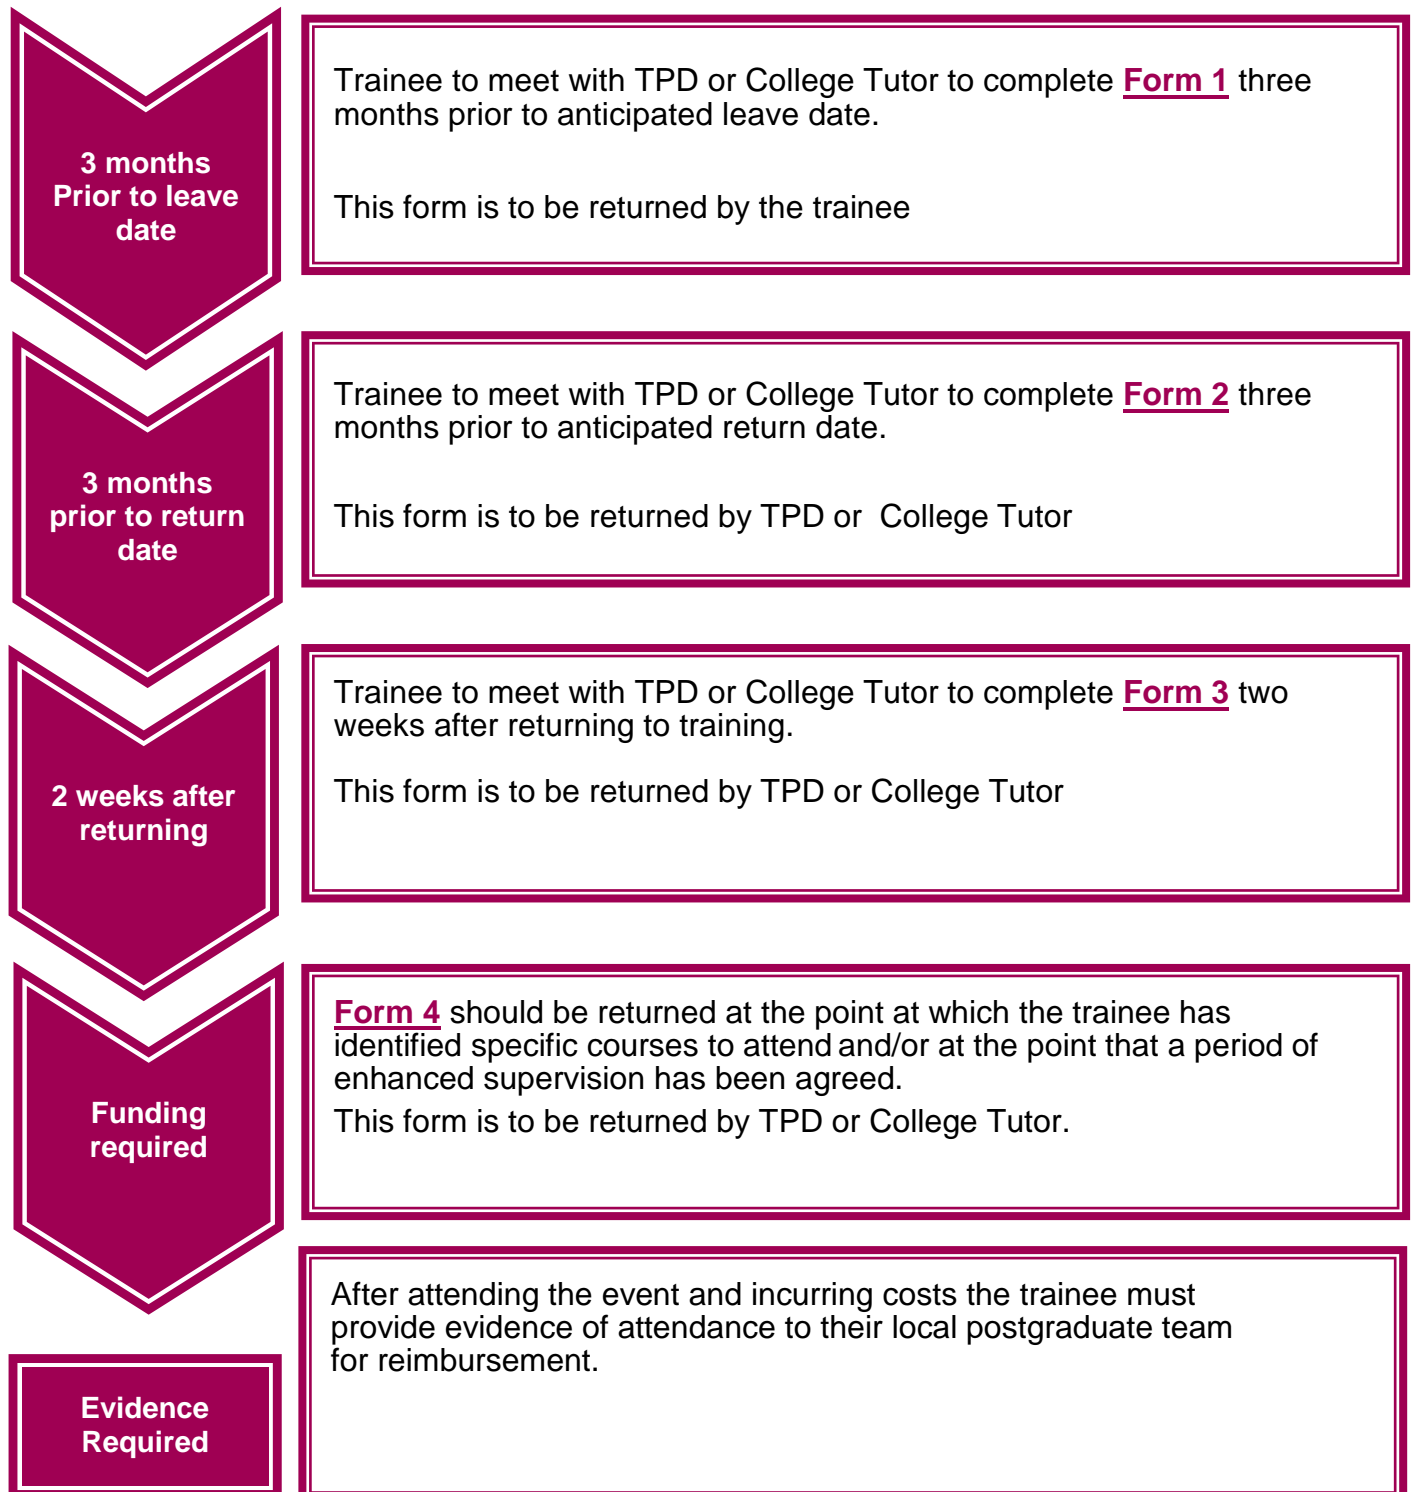 3 months
Prior to leave
date
Trainee to meet with TPD or College Tutor to complete Form 1 three
months prior to anticipated leave date.
This form is to be returned by the trainee
3 months
prior to return
date
Trainee to meet with TPD or College Tutor to complete Form 2 three
months prior to anticipated return date.
This form is to be returned by TPD or College Tutor
2 weeks after
returning
Trainee to meet with TPD or College Tutor to complete Form 3 two
weeks after returning to training.
This form is to be returned by TPD or College Tutor
Funding
required
Form 4 should be returned at the point at which the trainee has
identified specific courses to attend and/or at the point that a period of
enhanced supervision has been agreed.
This form is to be returned by TPD or College Tutor.
Evidence
Required
After attending the event and incurring costs the trainee must
provide evidence of attendance to their local postgraduate team
for reimbursement.